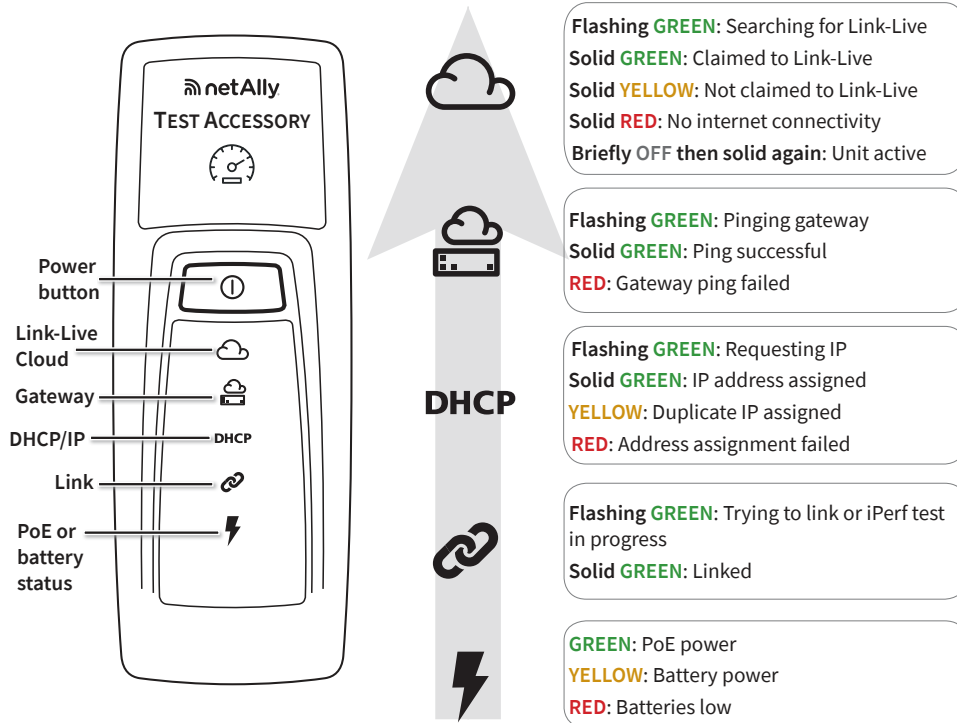 netAlly
TEST ACCESSORY
Power
button
Link-Live
Cloud
Gateway
DHCP/IP
DHCP
Link
PoE or
battery
status
DHCP
Flashing GREEN: Searching for Link-Live
Solid GREEN: Claimed to Link-Live
Solid YELLOW: Not claimed to Link-Live
Solid RED: No internet connectivity
Briefly OFF then solid again: Unit active
Flashing GREEN: Pinging gateway
Solid GREEN: Ping successful
RED: Gateway ping failed
Flashing GREEN: Requesting IP
Solid GREEN: IP address assigned
YELLOW: Duplicate IP assigned
RED: Address assignment failed
Flashing GREEN: Trying to link or iPerf test
in progress
Solid GREEN: Linked
GREEN: PoE power
YELLOW: Battery power
RED: Batteries low